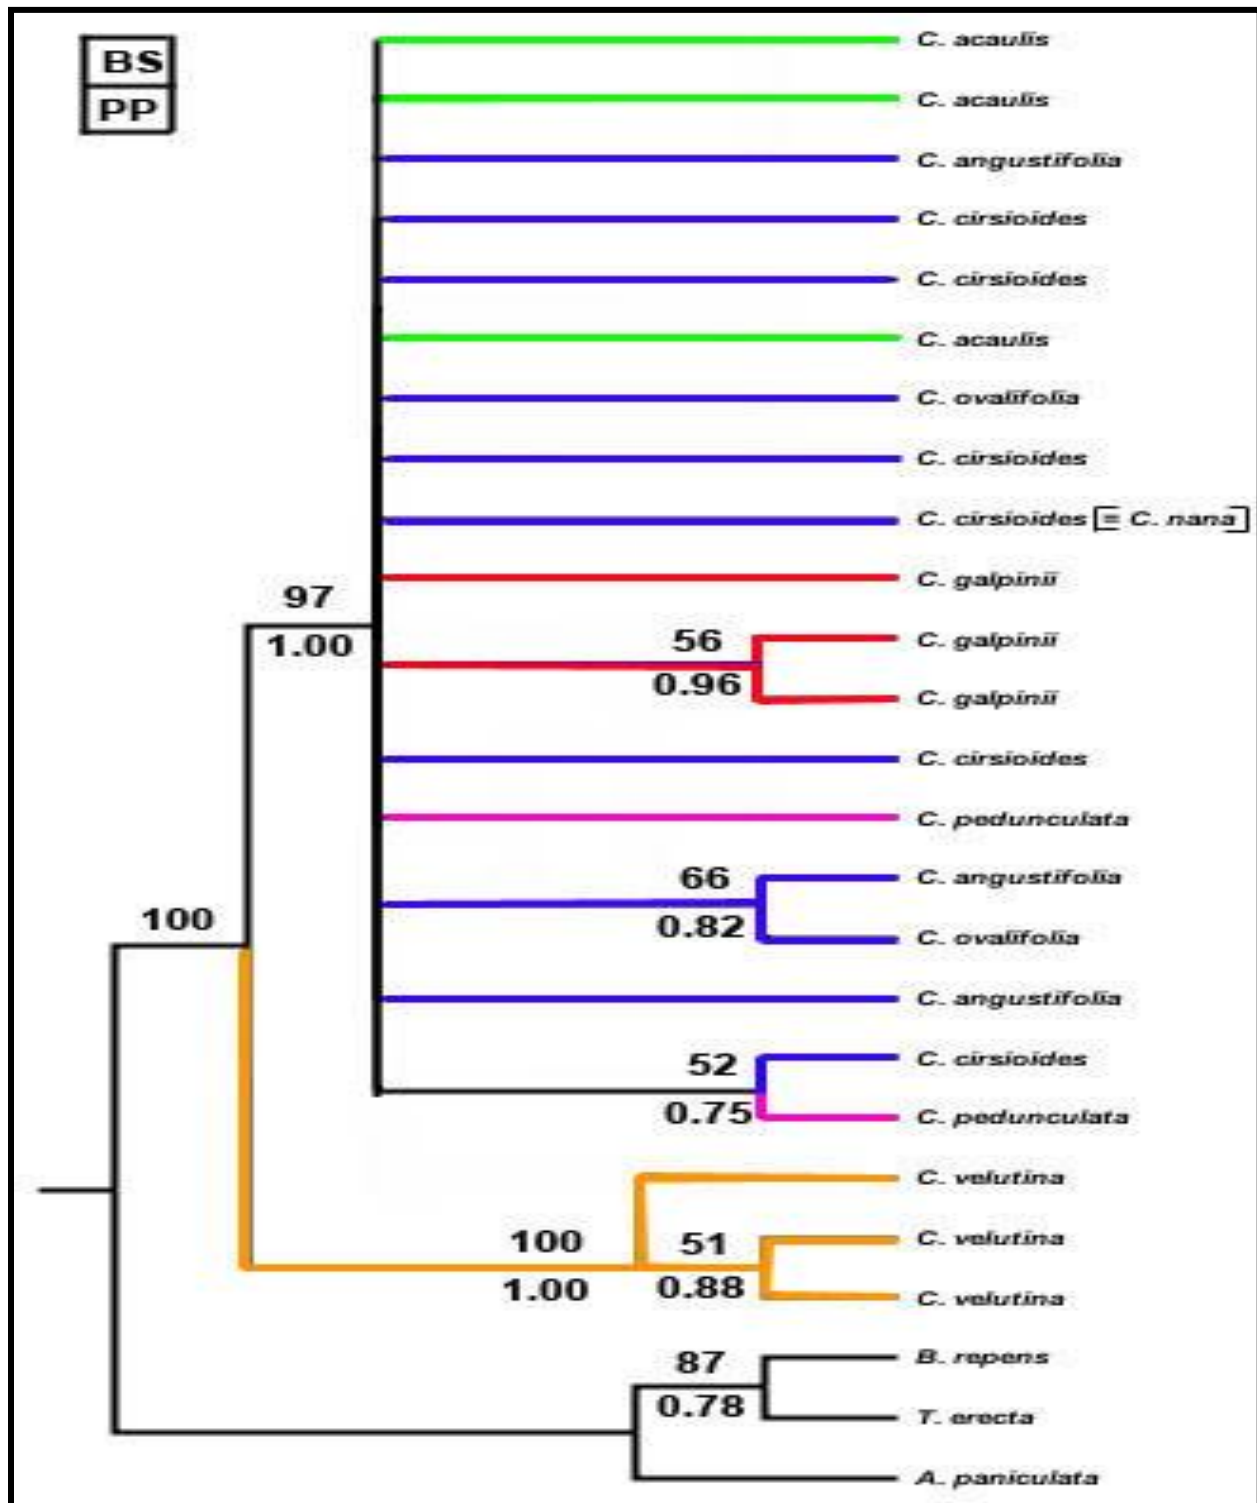 BS
PP
C. acaulis
C. acaulis
C. angustifolia
C. cirsioides
C. cirsioides
C. acaulis
C. ovalifolia
C. cirsioides
C. cirsioides [= C. nana]
C. galpinii
97
1.00
56
0.96
C. galpinii
C. galpinii
C. cirsioides
C. pedunculata
66
0.82
C. angustifolia
C. ovalifolia
100
C. angustifolia
52
0.75
C. cirsioides
C. pedunculata
C. velutina
100
1.00
51
0.88
C. velutina
C. velutina
87
0.78
B. repens
T. erecta
A. paniculata